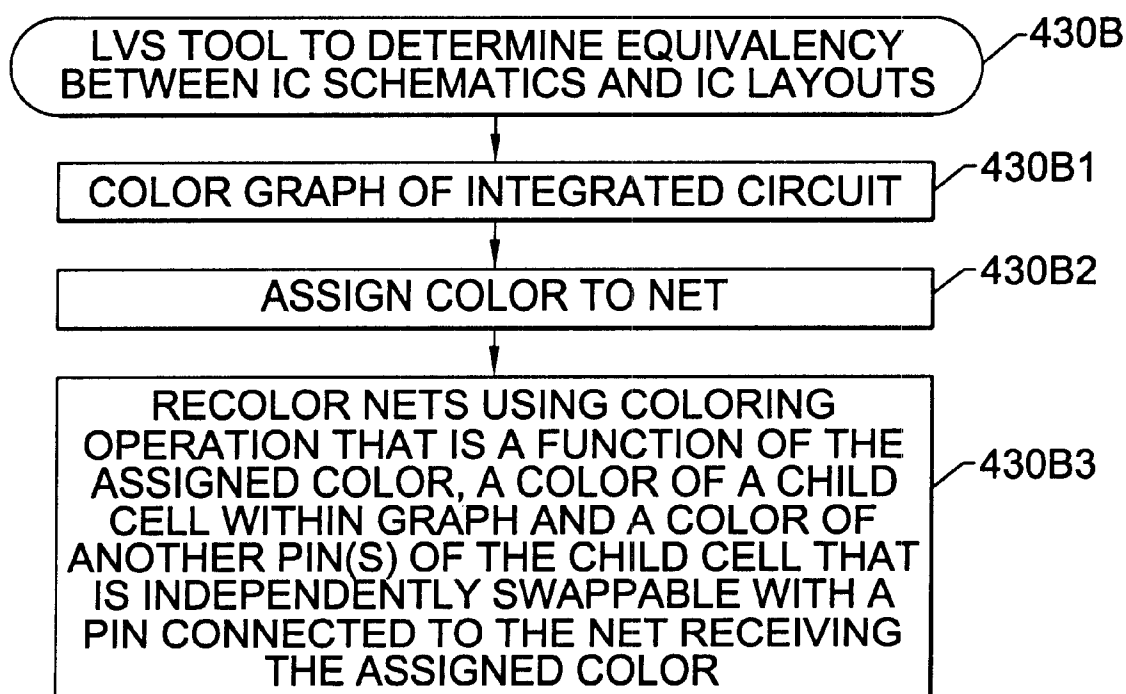 LVS TOOL TO DETERMINE EQUIVALENCY
BETWEEN IC SCHEMATICS AND IC LAYOUTS
430B
COLOR GRAPH OF INTEGRATED CIRCUIT
430B1
ASSIGN COLOR TO NET
430B2
RECOLOR NETS USING COLORING
OPERATION THAT IS A FUNCTION OF THE
ASSIGNED COLOR, A COLOR OF A CHILD
CELL WITHIN GRAPH AND A COLOR OF
ANOTHER PIN(S) OF THE CHILD CELL THAT
IS INDEPENDENTLY SWAPPABLE WITH A
PIN CONNECTED TO THE NET RECEIVING
THE ASSIGNED COLOR
430B3